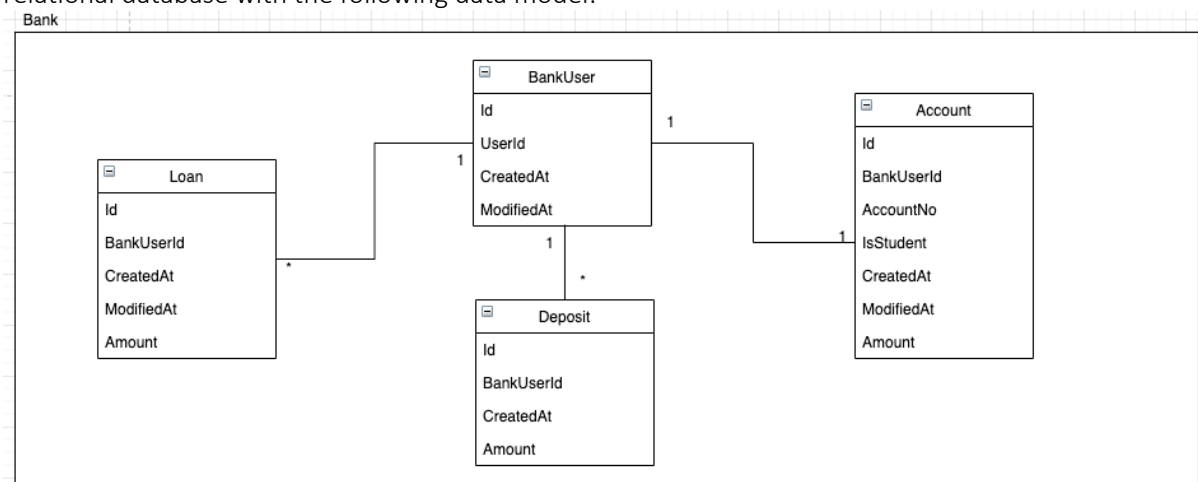 relational database with the following data model:
Bank
BankUser
Id
UserId
CreatedAt
ModifiedAt
1
1
1
*
Loan
Id
BankUserId
CreatedAt
ModifiedAt
Amount
*
Deposit
Id
BankUserId
CreatedAt
Amount
1
Account
Id
BankUserId
AccountNo
IsStudent
CreatedAt
ModifiedAt
Amount